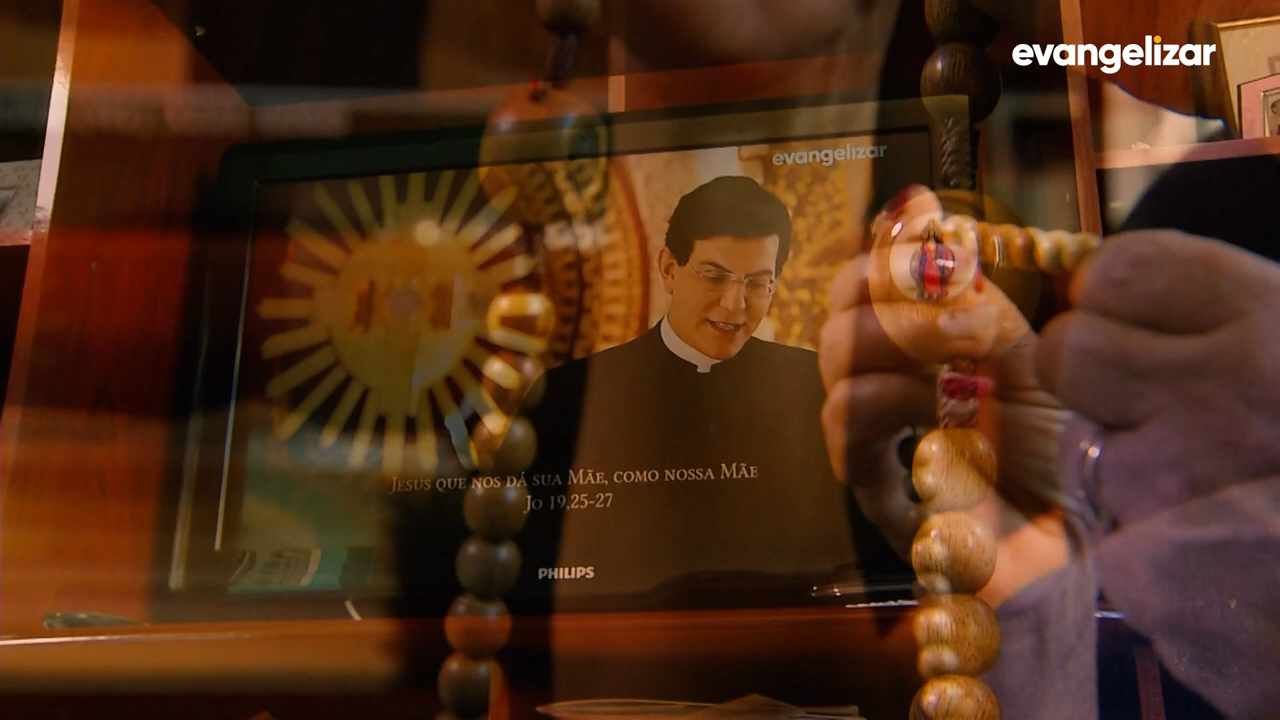 evangelizar
evangelizar
JESUS QUE NOS DÁ SUA MÃE, COMO NOSSA MÃE
JO 19,25-27
PHILIPS